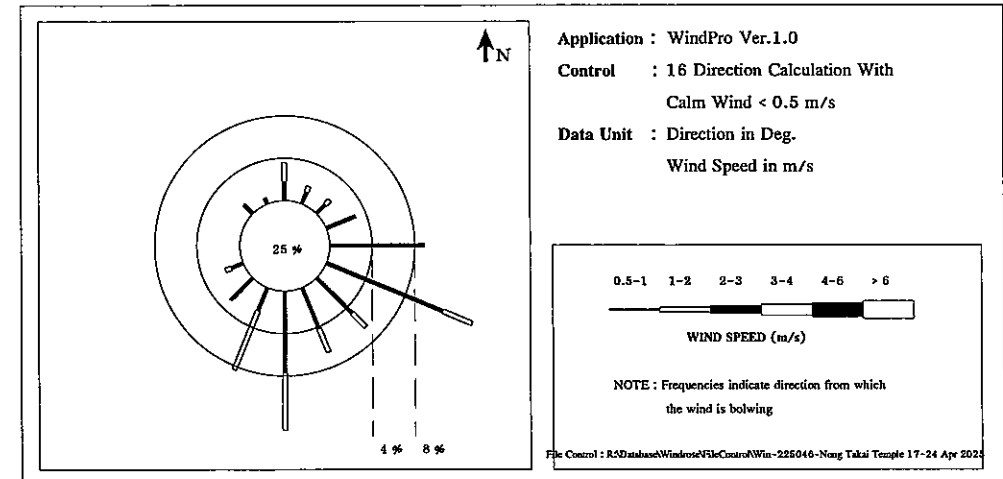 N
Application : WindPro Ver.1.0
Control : 16 Direction Calculation With
Calm Wind < 0.5 m/s
Data Unit : Direction in Deg.
Wind Speed in m/s
25 %
4 % 8 %
0.5-1 1-2 2-3 3-4 4-6 > 6
WIND SPEED (m/s)
NOTE : Frequencies indicate direction from which
the wind is bolwing
File Control : R:\Database\Windrose\FileControl\Win-225046-Nong Takai Temple 17-24 Apr 2025